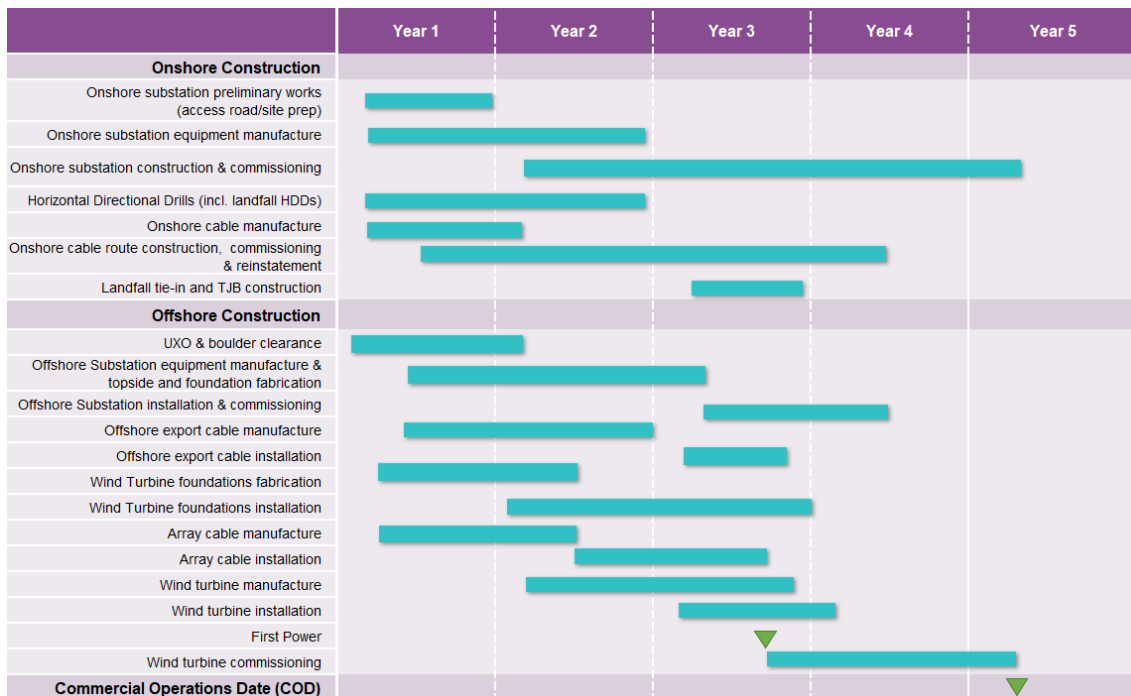 Year 1 Year 2 Year 3 Year 4 Year 5
Onshore Construction
Onshore substation preliminary works
(access road/site prep)
Onshore substation equipment manufacture
Onshore substation construction & commissioning
Horizontal Directional Drills (incl. landfall HDDs)
Onshore cable manufacture
Onshore cable route construction, commissioning
& reinstatement
Landfall tie-in and TJB construction
Offshore Construction
UXO & boulder clearance
Offshore Substation equipment manufacture &
topside and foundation fabrication
Offshore Substation installation & commissioning
Offshore export cable manufacture
Offshore export cable installation
Wind Turbine foundations fabrication
Wind Turbine foundations installation
Array cable manufacture
Array cable installation
Wind turbine manufacture
Wind turbine installation
First Power
Wind turbine commissioning
Commercial Operations Date (COD)